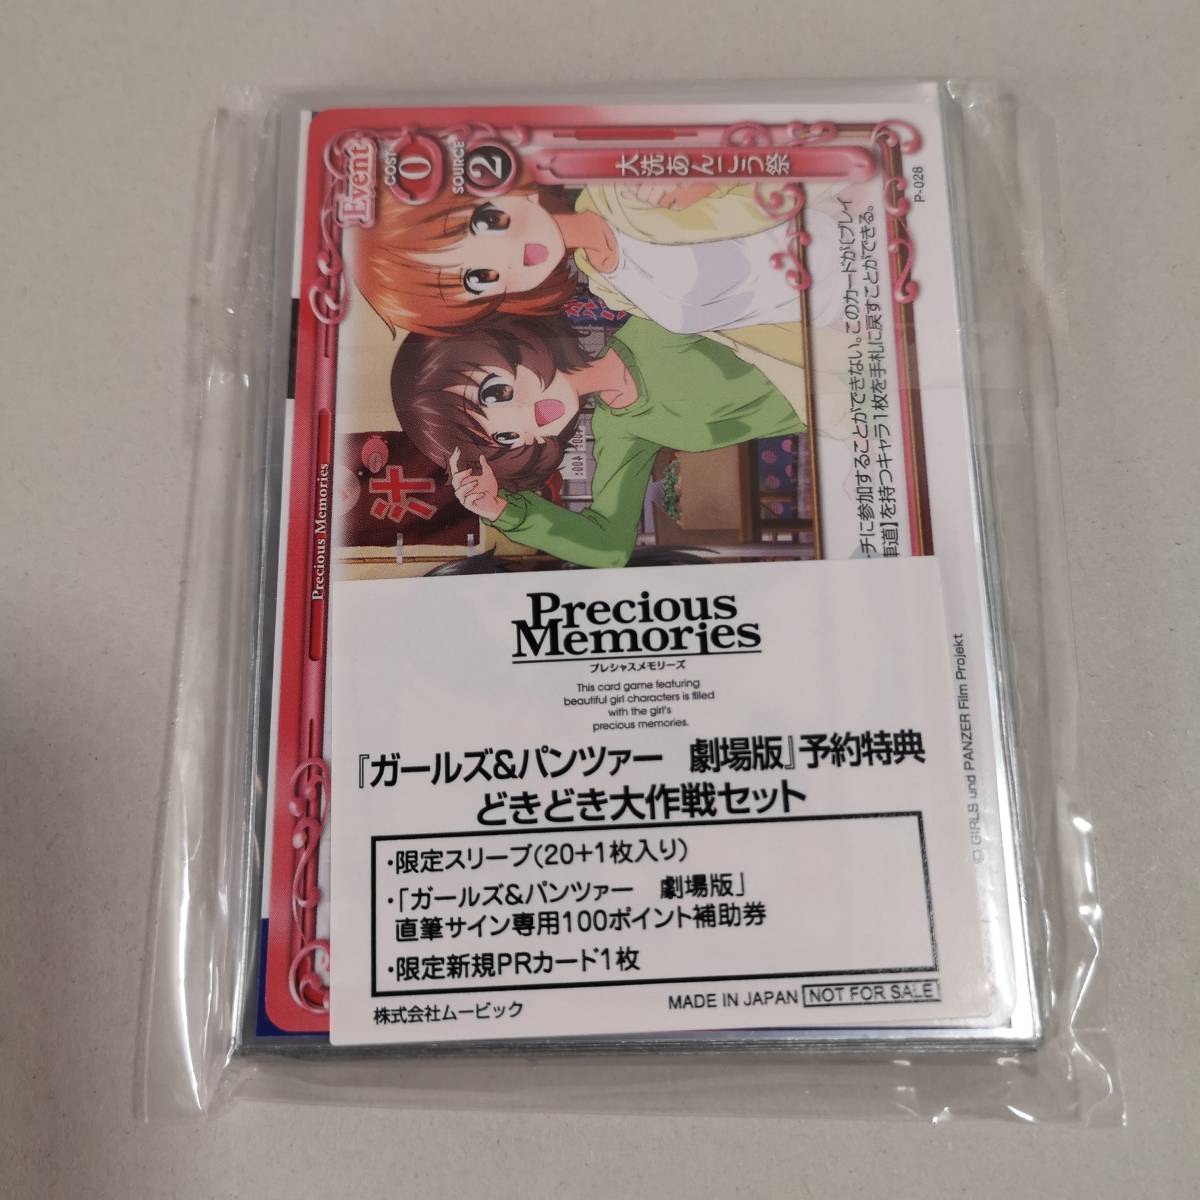 Event
COST
0
SOURCE
2
大洗あんこう祭
P-028
チに参加することができない。このカードが〔プレイ
車道】を持つキャラ1枚を手札に戻すことができる。
汁
Precious Memories
© GIRLS und PANZER Film Projekt
Precious
Memories
プレシャスメモリーズ
This card game featuring
beautiful girl characters is filled
with the girl's
precious memories.
『ガールズ&パンツァー 劇場版』予約特典
どきどき大作戦セット
・限定スリーブ(20+1枚入り)
・「ガールズ&パンツァー 劇場版」
直筆サイン専用100ポイント補助券
・限定新規PRカード1枚
株式会社ムービック
MADE IN JAPAN NOT FOR SALE